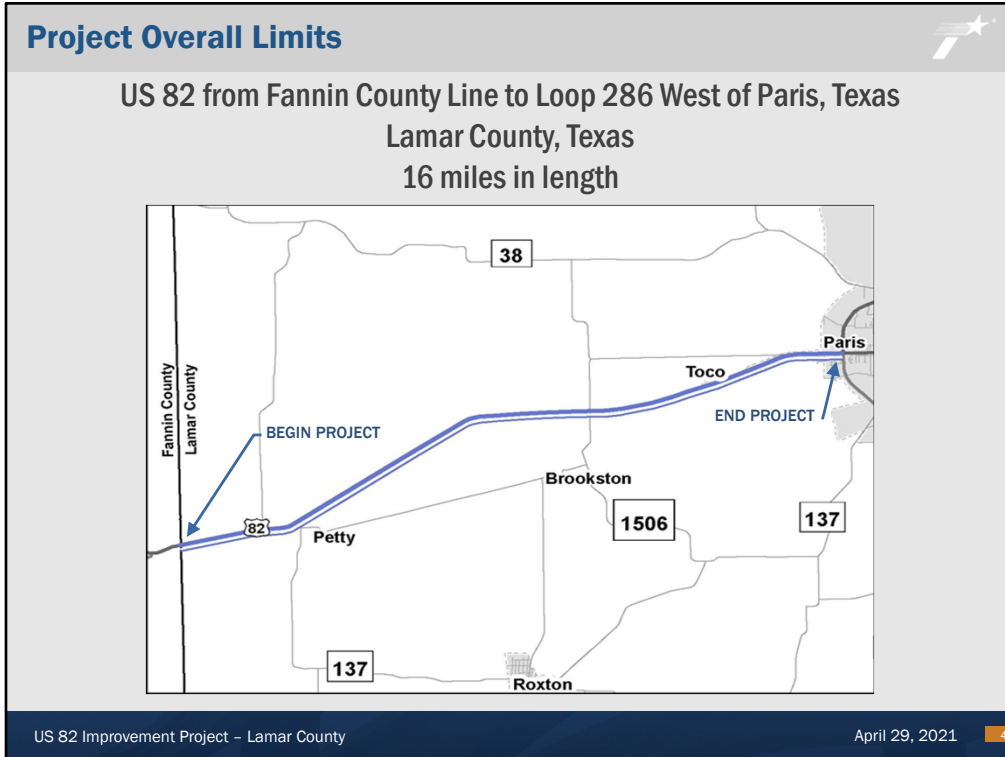 Project Overall Limits
US 82 from Fannin County Line to Loop 286 West of Paris, Texas
Lamar County, Texas
16 miles in length
38
Paris
Toco
Fannin County
Lamar County
BEGIN PROJECT
END PROJECT
Brookston
82
Petty
1506
137
137
Roxton
US 82 Improvement Project – Lamar County
April 29, 2021
4